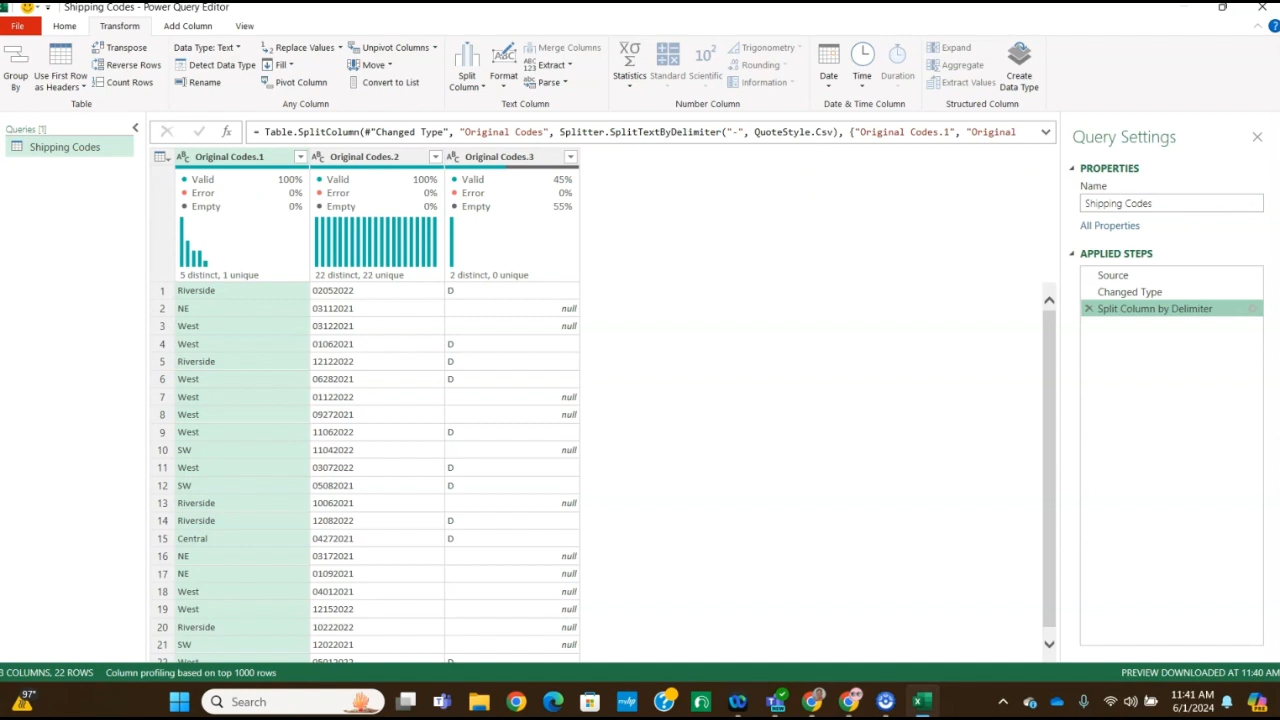 Shipping Codes - Power Query Editor
File Home Transform Add Column View
Group By
Use First Row as Headers
Transpose
Reverse Rows
Count Rows
Table
Data Type: Text
Detect Data Type
Rename
Replace Values
Fill
Pivot Column
Unpivot Columns
Move
Convert to List
Any Column
Split Column
Format
Merge Columns
Extract
Parse
Text Column
Statistics
Standard
Scientific
Trigonometry
Rounding
Information
Number Column
Date
Time
Duration
Date & Time Column
Expand
Aggregate
Extract Values
Create Data Type
Structured Column
Queries [1]
Shipping Codes
fx = Table.SplitColumn(#"Changed Type", "Original Codes", Splitter.SplitTextByDelimiter("-", QuoteStyle.Csv), {"Original Codes.1", "Original
Original Codes.1 Original Codes.2 Original Codes.3
Valid 100% Valid 100% Valid 45%
Error 0% Error 0% Error 0%
Empty 0% Empty 0% Empty 55%
5 distinct, 1 unique 22 distinct, 22 unique 2 distinct, 0 unique
1 Riverside 02052022 D
2 NE 03112021 null
3 West 03122021 null
4 West 01062021 D
5 Riverside 12122022 D
6 West 06282021 D
7 West 01122022 null
8 West 09272021 null
9 West 11062022 D
10 SW 11042022 null
11 West 03072022 D
12 SW 05082021 D
13 Riverside 10062021 null
14 Riverside 12082022 D
15 Central 04272021 D
16 NE 03172021 null
17 NE 01092021 null
18 West 04012021 null
19 West 12152022 null
20 Riverside 10222022 null
21 SW 12022021 null
22 West 05012022 D
Query Settings
PROPERTIES
Name
Shipping Codes
All Properties
APPLIED STEPS
Source
Changed Type
Split Column by Delimiter
3 COLUMNS, 22 ROWS Column profiling based on top 1000 rows PREVIEW DOWNLOADED AT 11:40 AM
97°
Search
11:41 AM
6/1/2024